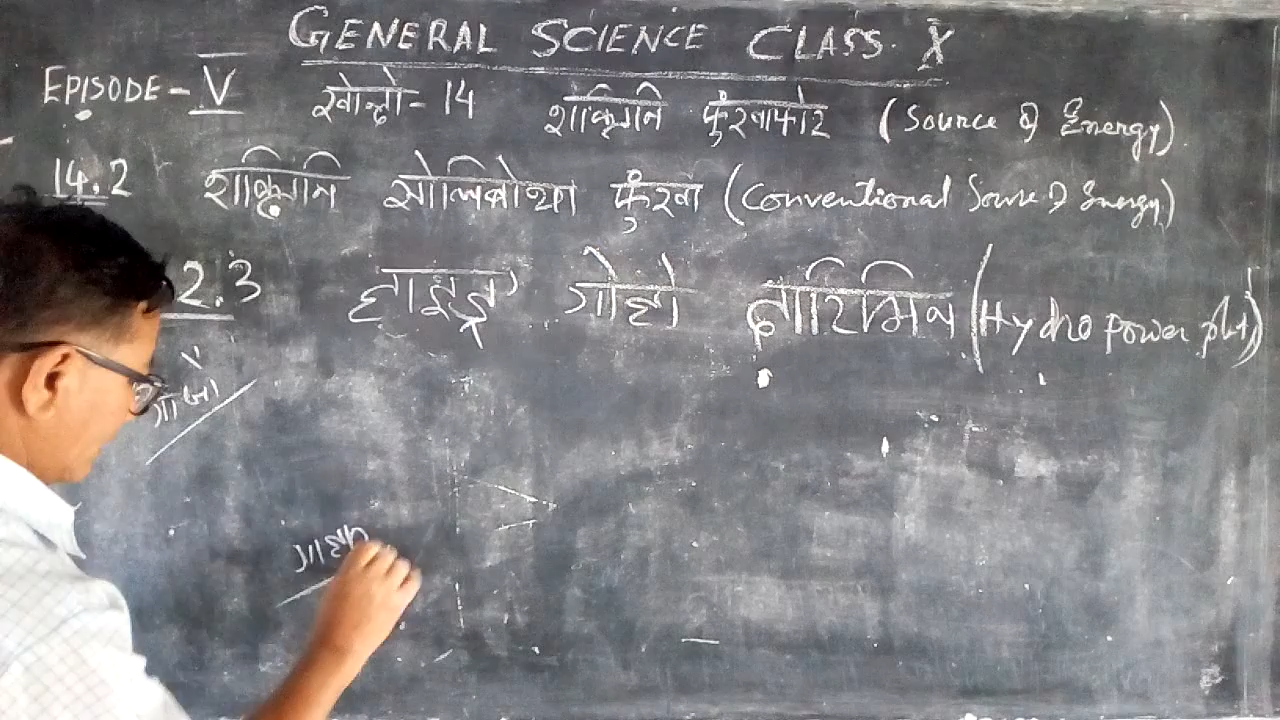 GENERAL SCIENCE CLASS X
EPISODE - V खोन्दो - 14 शक्तिनि फुंखाफोर (Source of Energy)
14.2 शक्तिनि सोलिबोथा फुंखा (Conventional Source of Energy)
2.3 हाइड्र' गोहो दारिमिन (Hydro power plant)